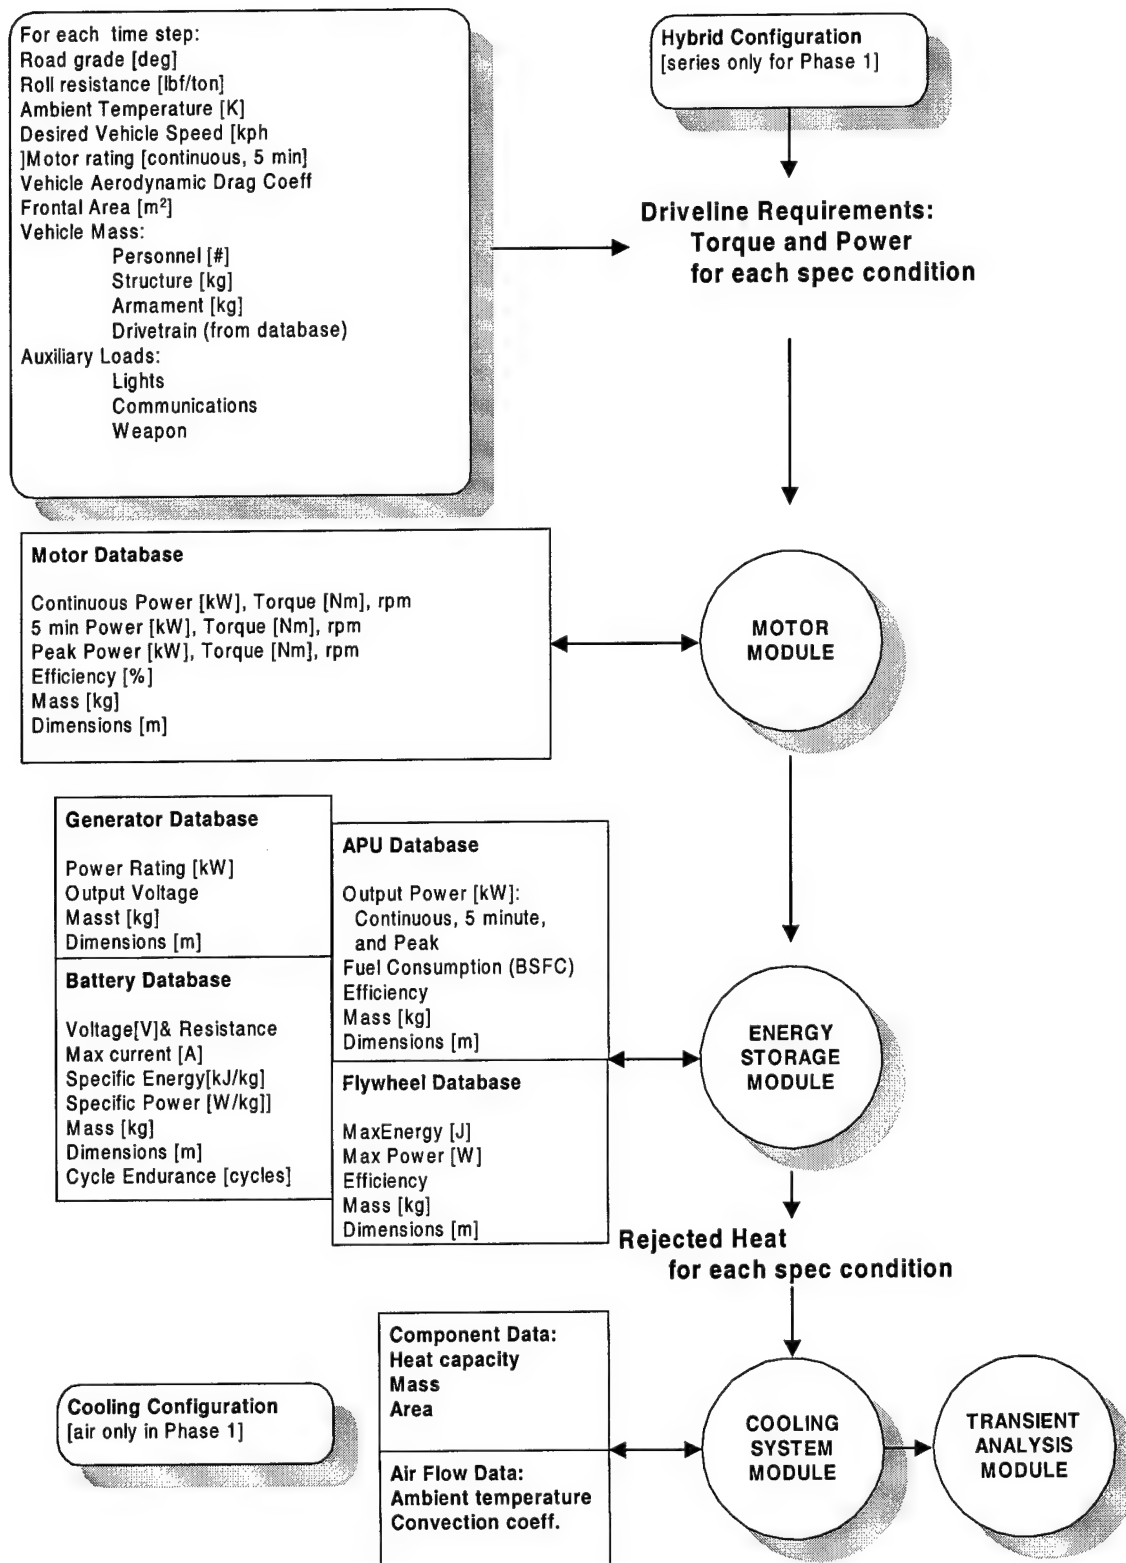 For each time step:
Road grade [deg]
Roll resistance [lbf/ton]
Ambient Temperature [K]
Desired Vehicle Speed [kph
]Motor rating [continuous, 5 min]
Vehicle Aerodynamic Drag Coeff
Frontal Area [m²]
Vehicle Mass:
Personnel [#]
Structure [kg]
Armament [kg]
Drivetrain (from database)
Auxiliary Loads:
Lights
Communications
Weapon
Hybrid Configuration
[series only for Phase 1]
Driveline Requirements:
Torque and Power
for each spec condition
Motor Database
Continuous Power [kW], Torque [Nm], rpm
5 min Power [kW], Torque [Nm], rpm
Peak Power [kW], Torque [Nm], rpm
Efficiency [%]
Mass [kg]
Dimensions [m]
MOTOR
MODULE
Generator Database
Power Rating [kW]
Output Voltage
Masst [kg]
Dimensions [m]
APU Database
Output Power [kW]:
Continuous, 5 minute,
and Peak
Fuel Consumption (BSFC)
Efficiency
Mass [kg]
Dimensions [m]
Battery Database
Voltage[V]& Resistance
Max current [A]
Specific Energy[kJ/kg]
Specific Power [W/kg]]
Mass [kg]
Dimensions [m]
Cycle Endurance [cycles]
Flywheel Database
MaxEnergy [J]
Max Power [W]
Efficiency
Mass [kg]
Dimensions [m]
ENERGY
STORAGE
MODULE
Rejected Heat
for each spec condition
Component Data:
Heat capacity
Mass
Area
Cooling Configuration
[air only in Phase 1]
Air Flow Data:
Ambient temperature
Convection coeff.
COOLING
SYSTEM
MODULE
TRANSIENT
ANALYSIS
MODULE